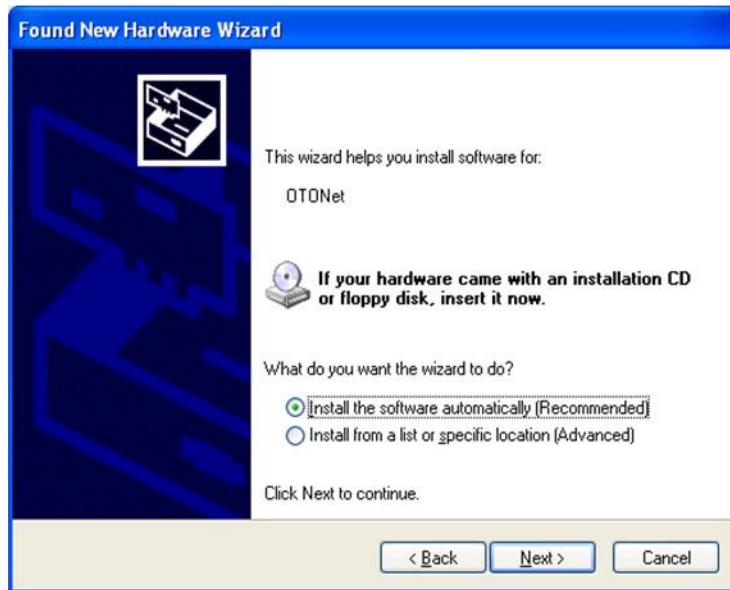 Found New Hardware Wizard
This wizard helps you install software for:
OTONet
If your hardware came with an installation CD
or floppy disk, insert it now.
What do you want the wizard to do?
Install the software automatically (Recommended)
Install from a list or specific location (Advanced)
Click Next to continue.
< Back Next > Cancel